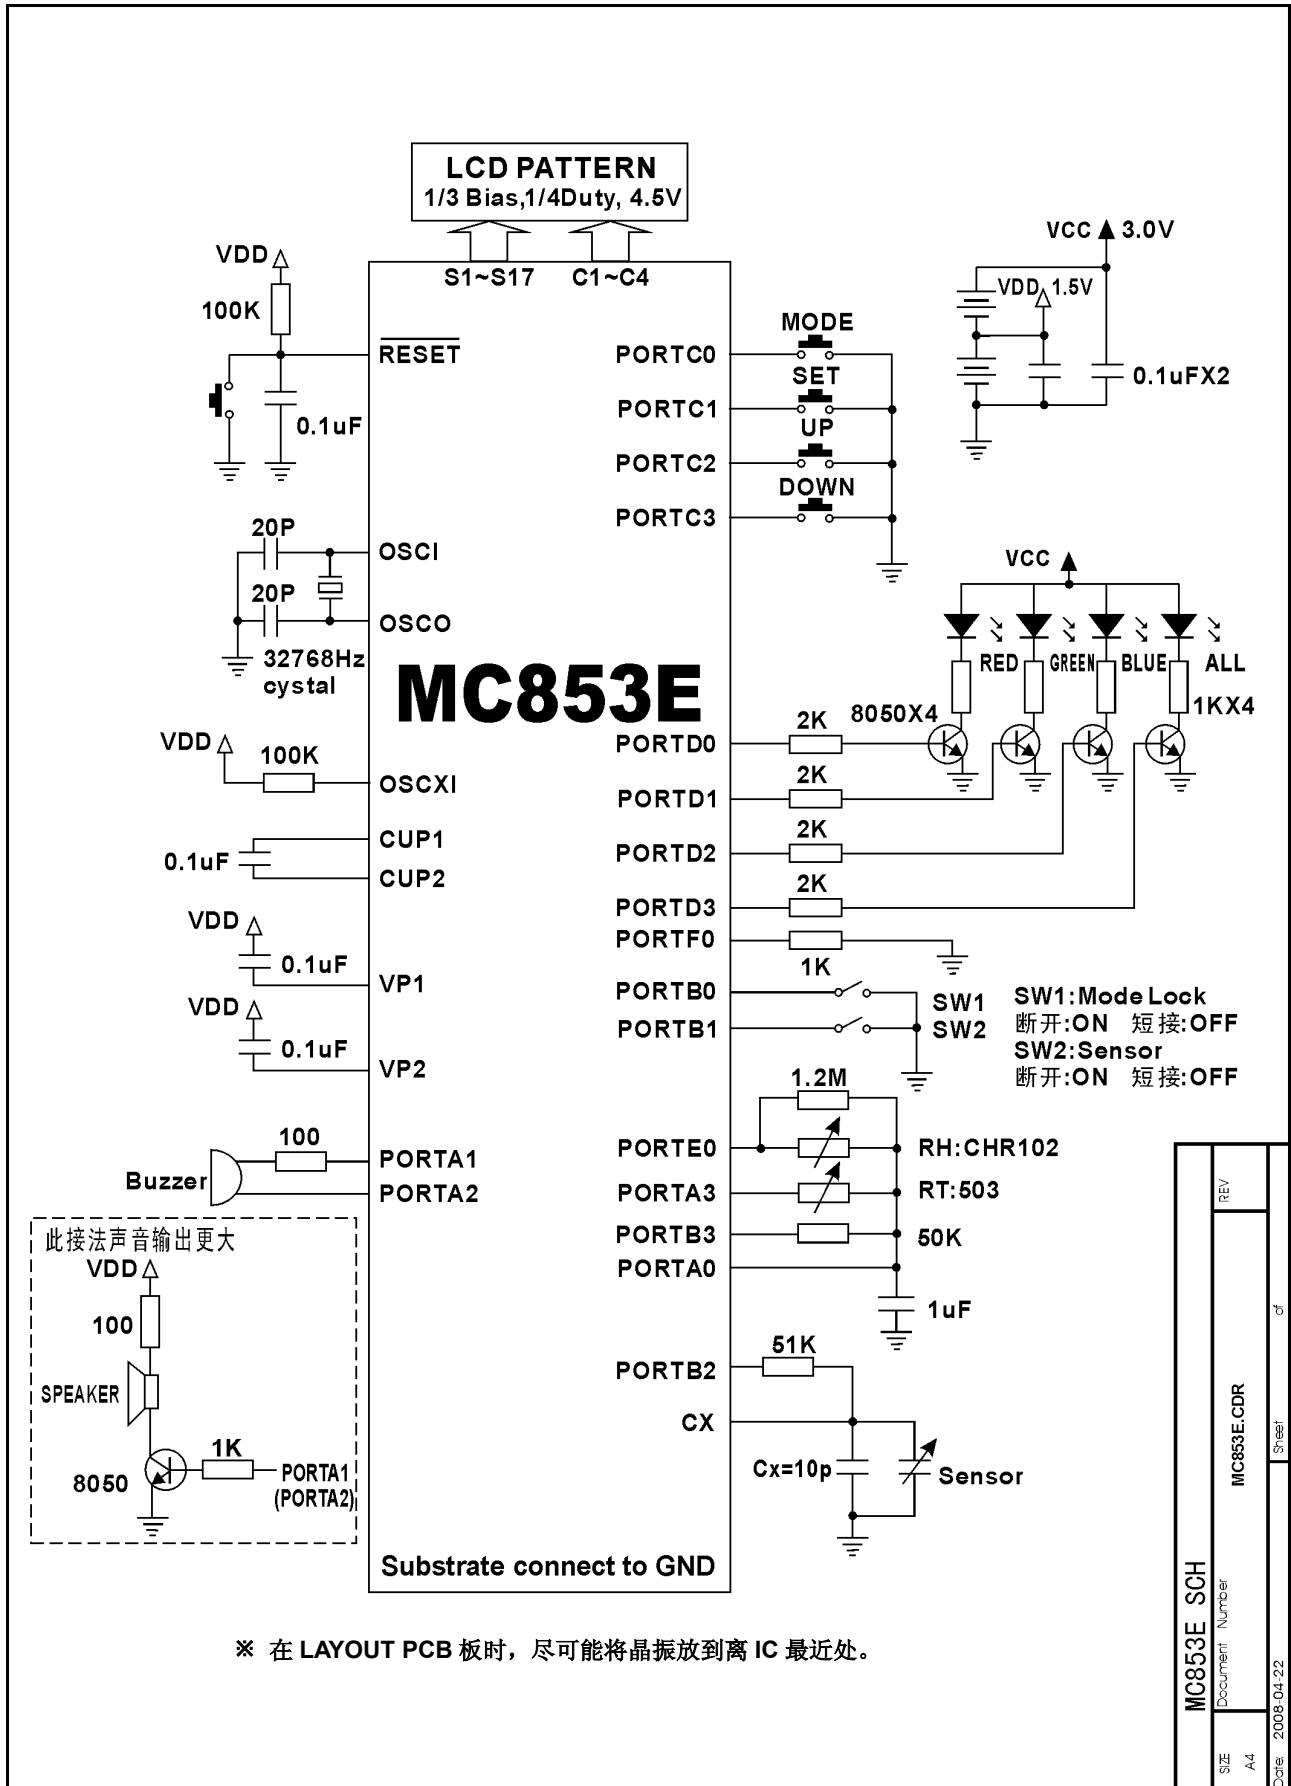 LCD PATTERN
1/3 Bias,1/4Duty, 4.5V
S1~S17
C1~C4
VDD
100K
RESET
0.1uF
20P
OSCI
20P
OSCO
32768Hz
cystal
MC853E
VDD
100K
OSCXI
CUP1
0.1uF
CUP2
VDD
0.1uF
VP1
VDD
0.1uF
VP2
100
PORTA1
Buzzer
PORTA2
此接法声音输出更大
VDD
100
SPEAKER
1K
8050
PORTA1
(PORTA2)
PORTC0
MODE
SET
PORTC1
UP
PORTC2
DOWN
PORTC3
VCC
3.0V
VDD
1.5V
0.1uFX2
VCC
RED
GREEN
BLUE
ALL
1KX4
8050X4
2K
PORTD0
2K
PORTD1
2K
PORTD2
2K
PORTD3
PORTF0
1K
PORTB0
SW1
PORTB1
SW2
SW1:Mode Lock
断开:ON 短接:OFF
SW2:Sensor
断开:ON 短接:OFF
1.2M
PORTE0
RH:CHR102
PORTA3
RT:503
PORTB3
50K
PORTA0
1uF
51K
PORTB2
CX
Cx=10p
Sensor
Substrate connect to GND
※ 在 LAYOUT PCB 板时，尽可能将晶振放到离 IC 最近处。
MC853E SCH
SIZE
A4
Document Number
MC853E.CDR
REV
Date: 2008-04-22
Sheet
of